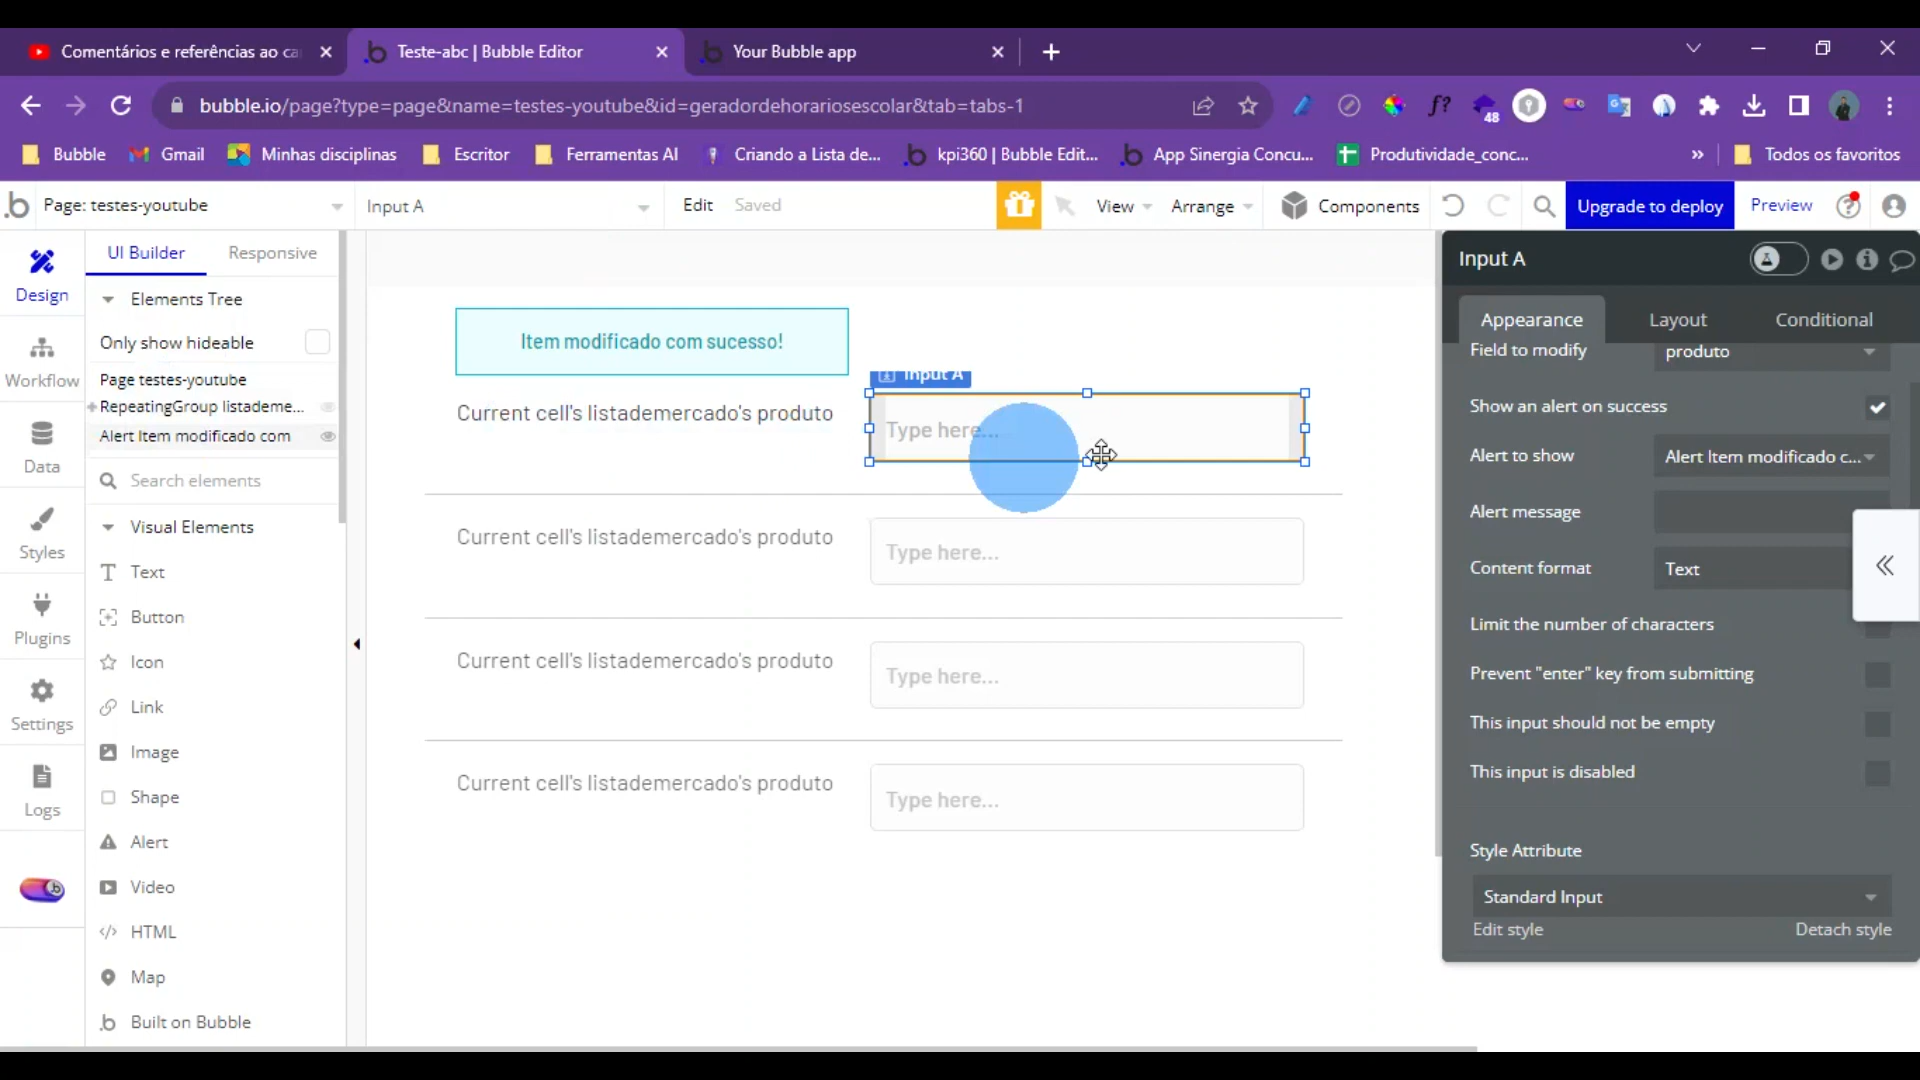 Comentários e referências ao ca
Teste-abc | Bubble Editor
Your Bubble app
bubble.io/page?type=page&name=testes-youtube&id=geradordehorariosescolar&tab=tabs-1
f?
48
Bubble
Gmail
Minhas disciplinas
Escritor
Ferramentas AI
Criando a Lista de...
kpi360 | Bubble Edit...
App Sinergia Concu...
Produtividade_conc...
»
Todos os favoritos
Page: testes-youtube
Input A
Edit
Saved
View
Arrange
Components
Upgrade to deploy
Preview
Design
Workflow
Data
Styles
Plugins
Settings
Logs
UI Builder
Responsive
Elements Tree
Only show hideable
Page testes-youtube
RepeatingGroup listademe...
Alert Item modificado com
Search elements
Visual Elements
Text
Button
Icon
Link
Image
Shape
Alert
Video
HTML
Map
Built on Bubble
Item modificado com sucesso!
Input A
Current cell's listademercado's produto
Type here...
Current cell's listademercado's produto
Type here...
Current cell's listademercado's produto
Type here...
Current cell's listademercado's produto
Type here...
Input A
Appearance
Layout
Conditional
Field to modify
produto
Show an alert on success
Alert to show
Alert Item modificado c...
Alert message
Content format
Text
Limit the number of characters
Prevent "enter" key from submitting
This input should not be empty
This input is disabled
Style Attribute
Standard Input
Edit style
Detach style